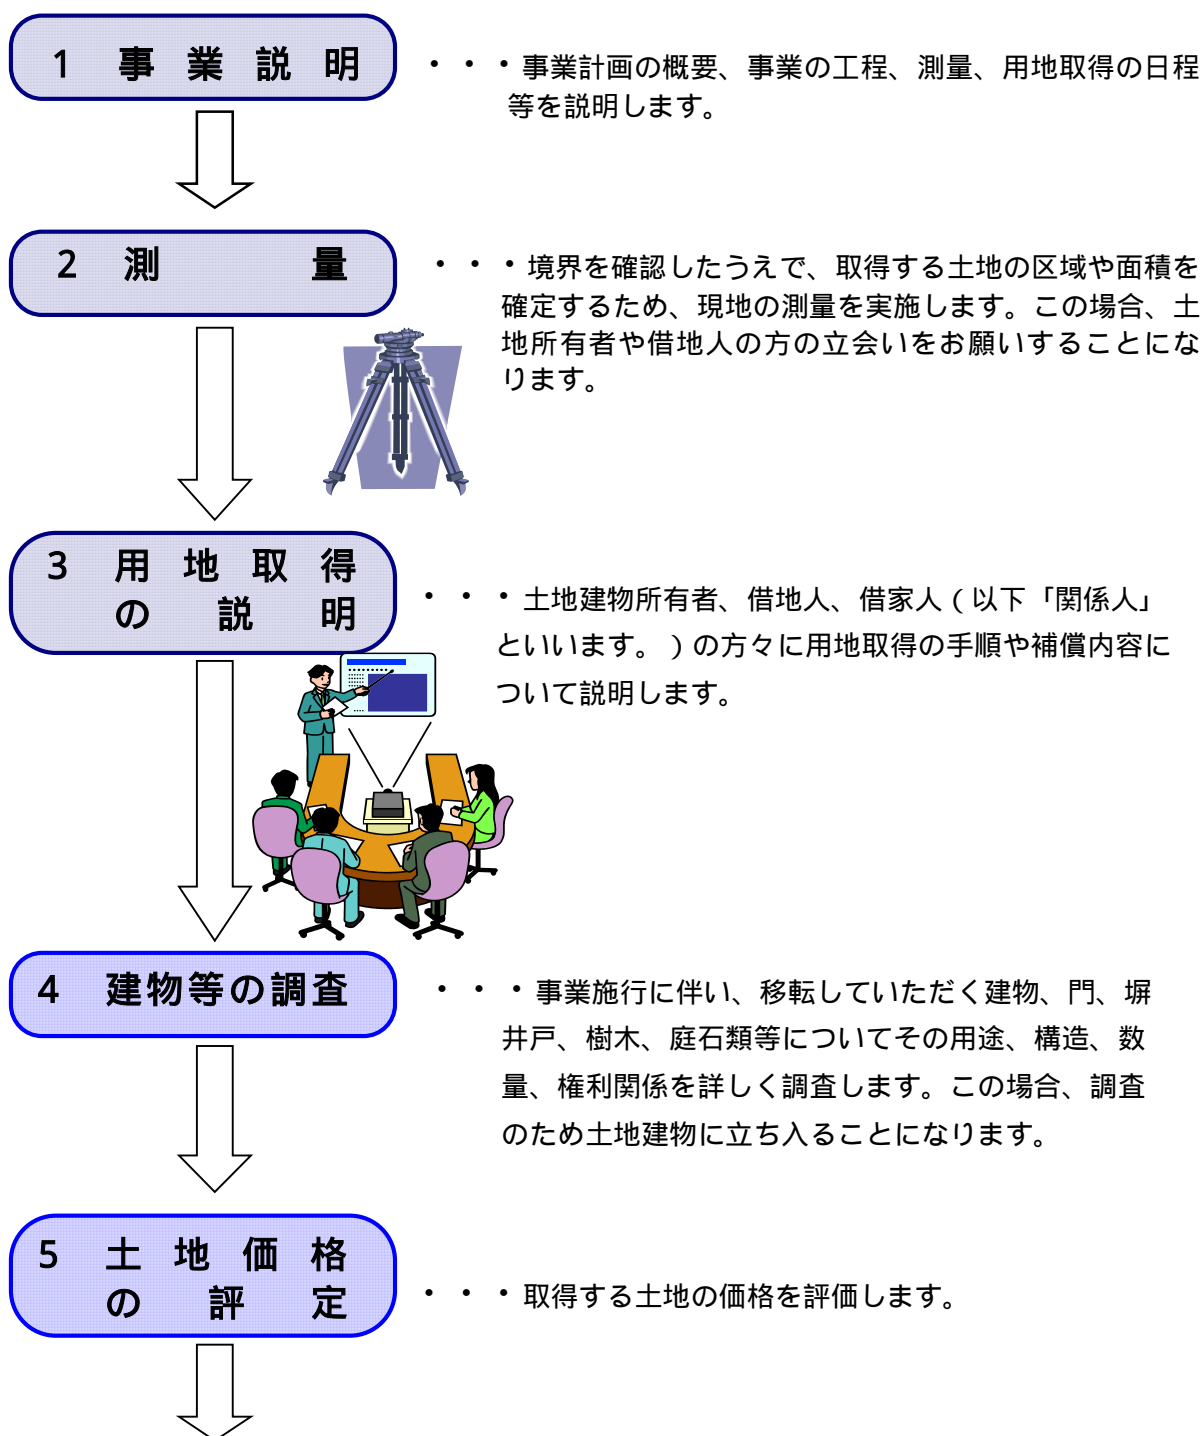 1 事業説明
・・・事業計画の概要、事業の工程、測量、用地取得の日程
等を説明します。
2 測量
・・・境界を確認したうえで、取得する土地の区域や面積を
確定するため、現地の測量を実施します。この場合、土
地所有者や借地人の方の立会いをお願いすることにな
ります。
3 用地取得
の説明
・・・土地建物所有者、借地人、借家人(以下「関係人」
といいます。)の方々に用地取得の手順や補償内容に
ついて説明します。
4 建物等の調査
・・・事業施行に伴い、移転していただく建物、門、塀
井戸、樹木、庭石類等についてその用途、構造、数
量、権利関係を詳しく調査します。この場合、調査
のため土地建物に立ち入ることになります。
5 土地価格
の評定
・・・取得する土地の価格を評価します。